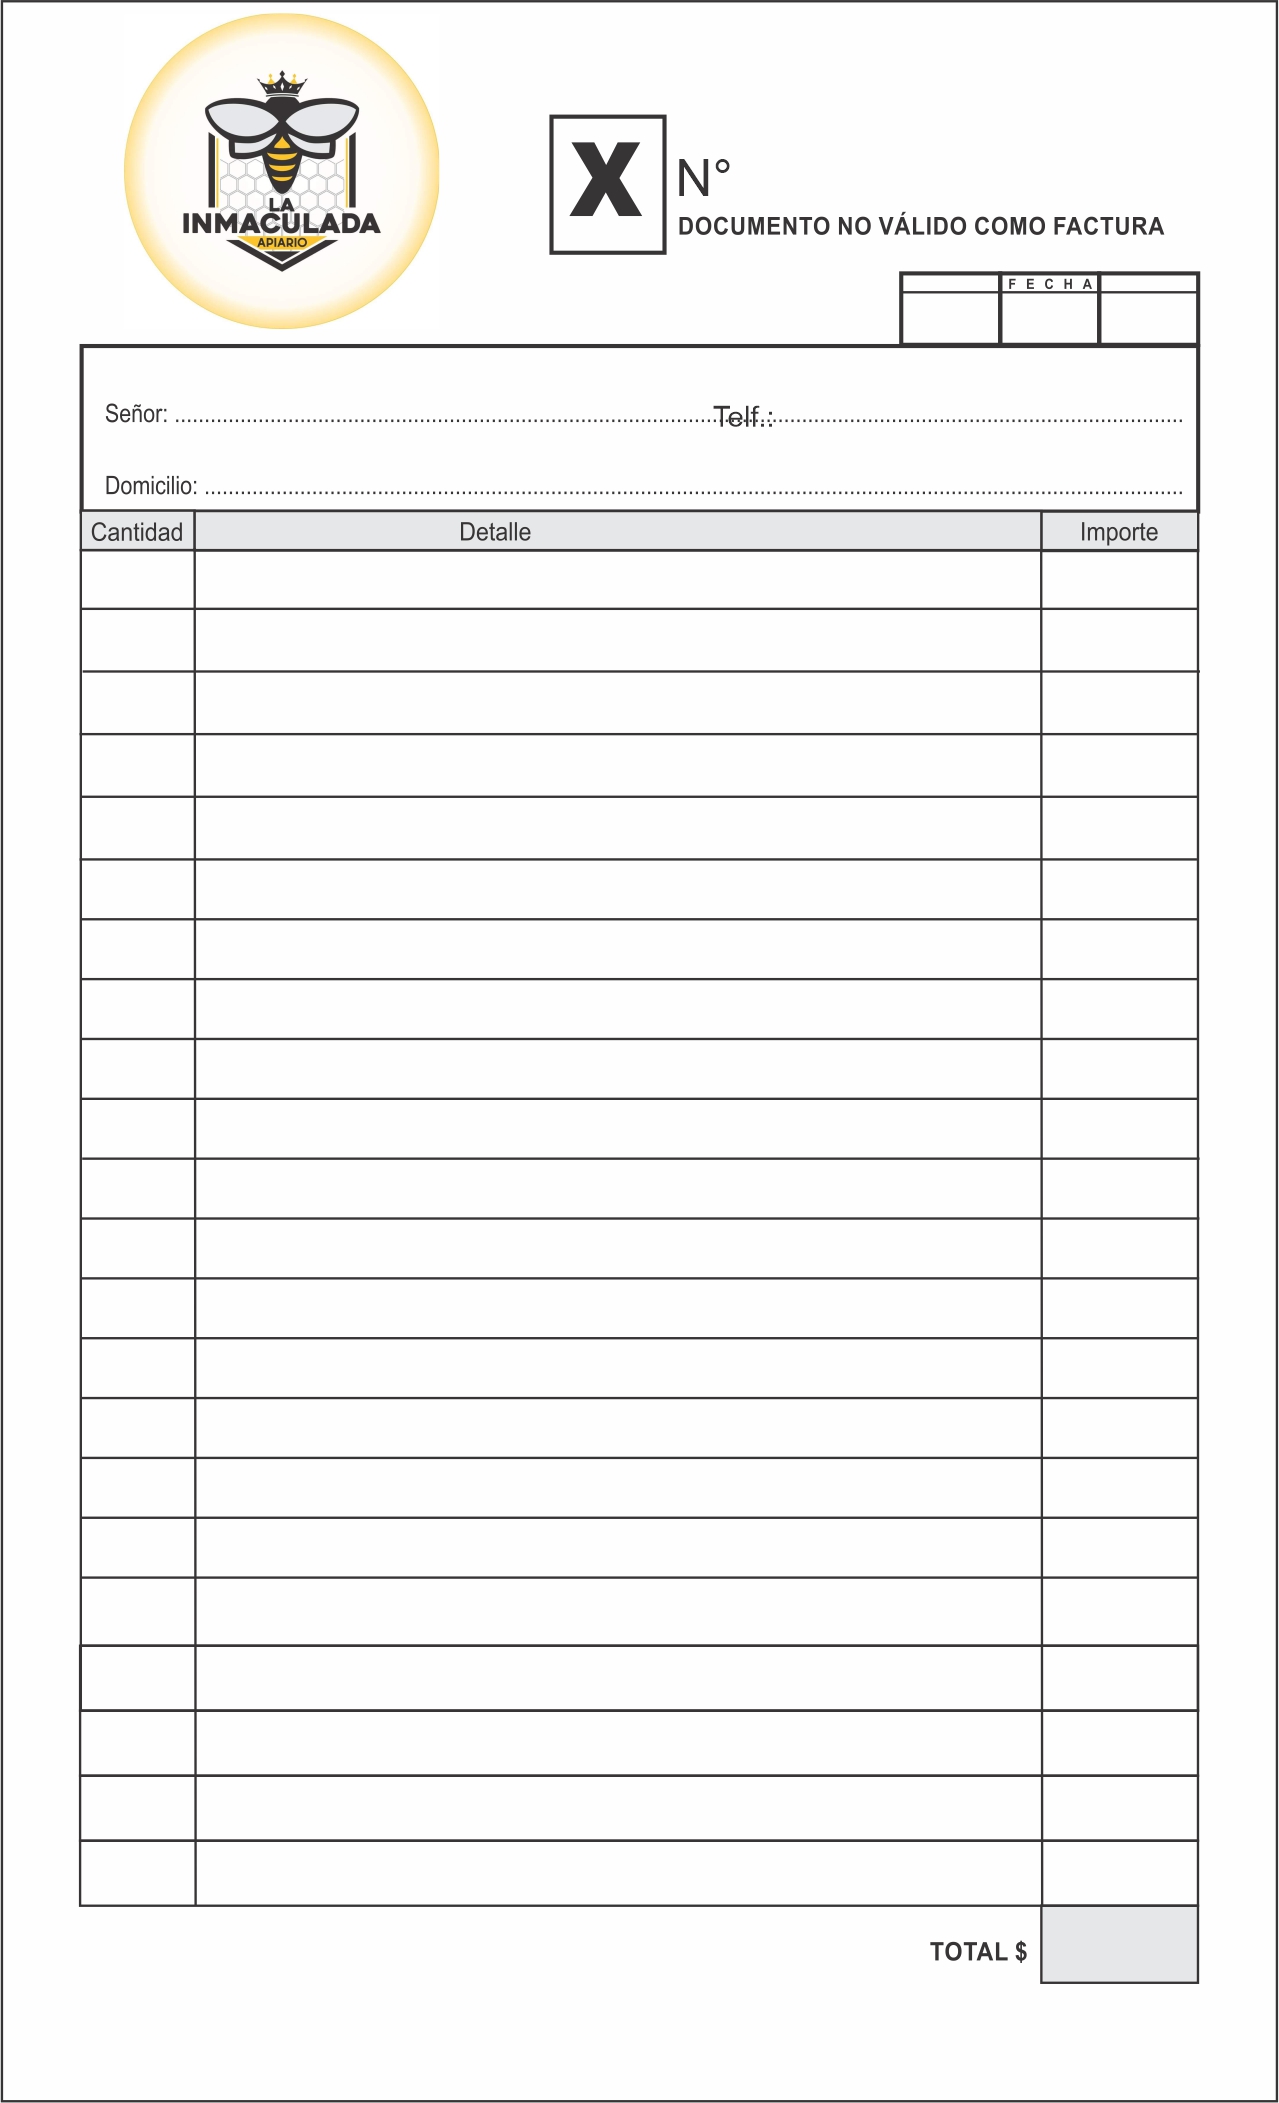 LA
INMACULADA
APIARIO
X
N°
DOCUMENTO NO VÁLIDO COMO FACTURA
FECHA
Señor: Telf.:
Domicilio:
Cantidad Detalle Importe
TOTAL $